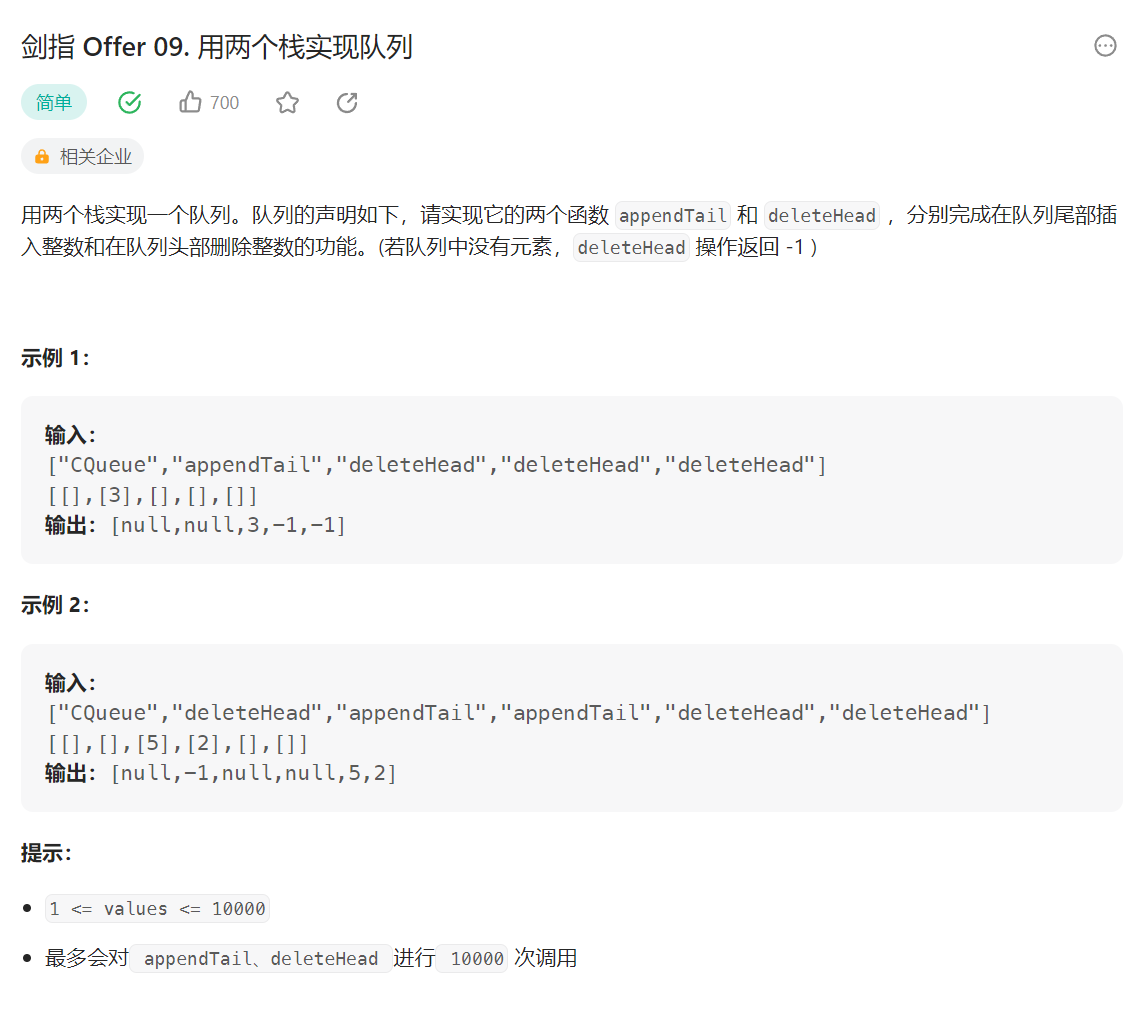 剑指 Offer 09. 用两个栈实现队列
简单 700
相关企业
用两个栈实现一个队列。队列的声明如下，请实现它的两个函数 appendTail 和 deleteHead ，分别完成在队列尾部插
入整数和在队列头部删除整数的功能。(若队列中没有元素，deleteHead 操作返回 -1 )
示例 1：
输入：
["CQueue","appendTail","deleteHead","deleteHead","deleteHead"]
[[],[3],[],[],[]]
输出：[null,null,3,-1,-1]
示例 2：
输入：
["CQueue","deleteHead","appendTail","appendTail","deleteHead","deleteHead"]
[[],[],[5],[2],[],[]]
输出：[null,-1,null,null,5,2]
提示：
1 <= values <= 10000
最多会对 appendTail、deleteHead 进行 10000 次调用